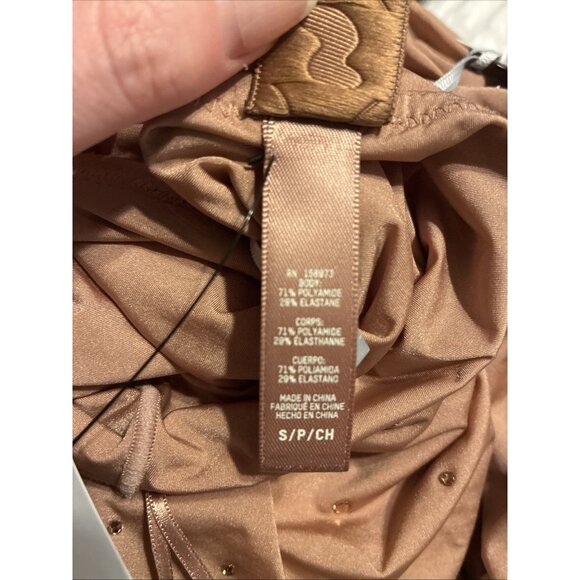 RN 158973
BODY:
71% POLYAMIDE
29% ELASTANE
CORPS:
71% POLYAMIDE
29% ÉLASTHANNE
CUERPO:
71% POLIAMIDA
29% ELASTANO
MADE IN CHINA
FABRIQUÉ EN CHINE
HECHO EN CHINA
S/P/CH